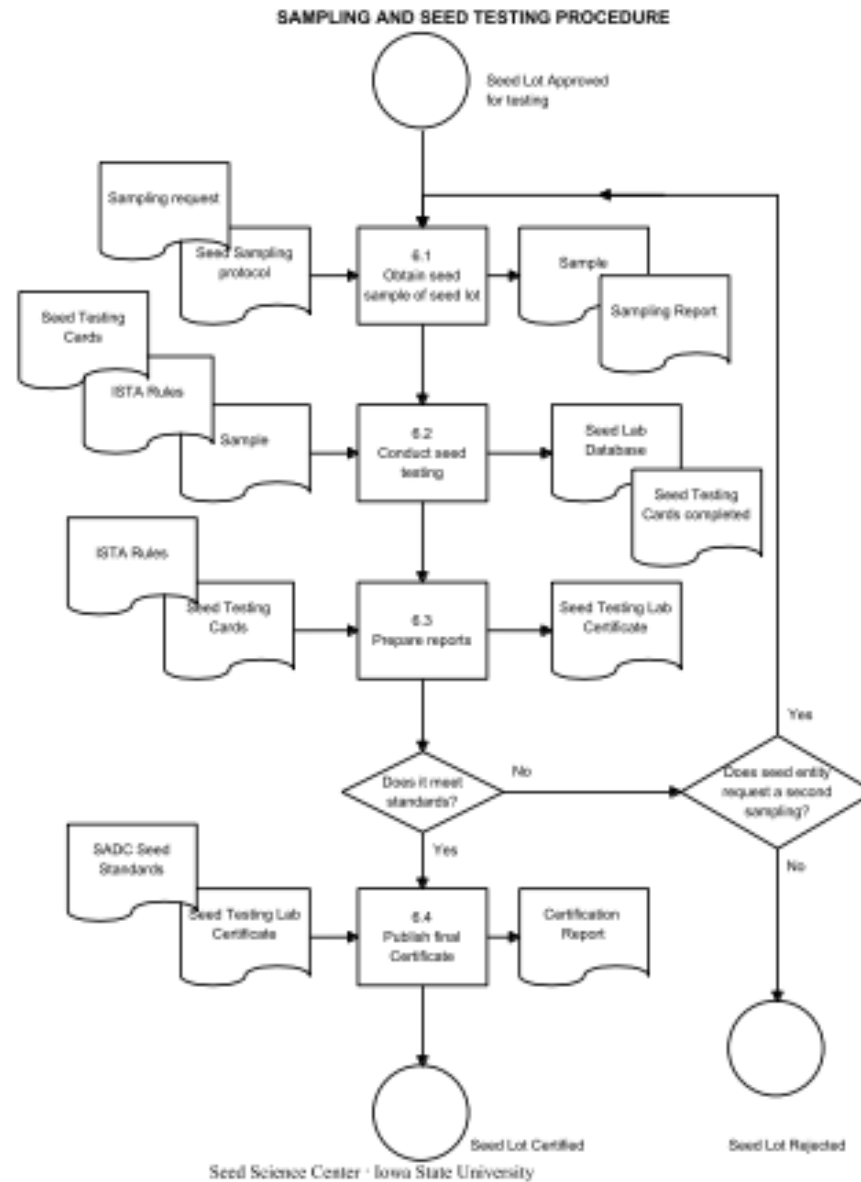 SAMPLING AND SEED TESTING PROCEDURE
Seed Lot Approved
for testing
Sampling request
Seed Sampling
protocol
6.1
Obtain seed
sample of seed lot
Sample
Sampling Report
Seed Testing
Cards
ISTA Rules
Sample
6.2
Conduct seed
testing
Seed Lab
Database
Seed Testing
Cards completed
ISTA Rules
Seed Testing
Cards
6.3
Prepare reports
Seed Testing Lab
Certificate
Yes
Does it meet
standards?
No
Does seed entity
request a second
sampling?
Yes
No
SADC Seed
Standards
Seed Testing Lab
Certificate
6.4
Publish final
Certificate
Certification
Report
Seed Lot Certified
Seed Lot Rejected
Seed Science Center · Iowa State University